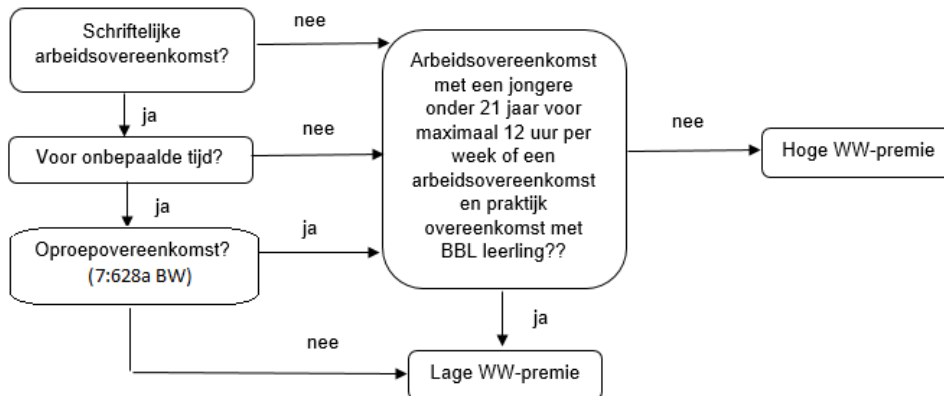 Schriftelijke
arbeidsovereenkomst?
nee
ja
Voor onbepaalde tijd?
nee
ja
Oproepovereenkomst?
(7:628a BW)
ja
nee
Arbeidsovereenkomst
met een jongere
onder 21 jaar voor
maximaal 12 uur per
week of een
arbeidsovereenkomst
en praktijk
overeenkomst met
BBL leerling??
nee
Hoge WW-premie
ja
Lage WW-premie